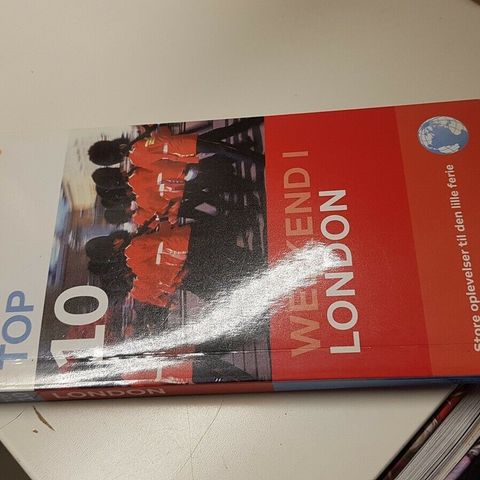 TOP
10
WEEKEND I
LONDON
Store oplevelser til den lille ferie
LONDON